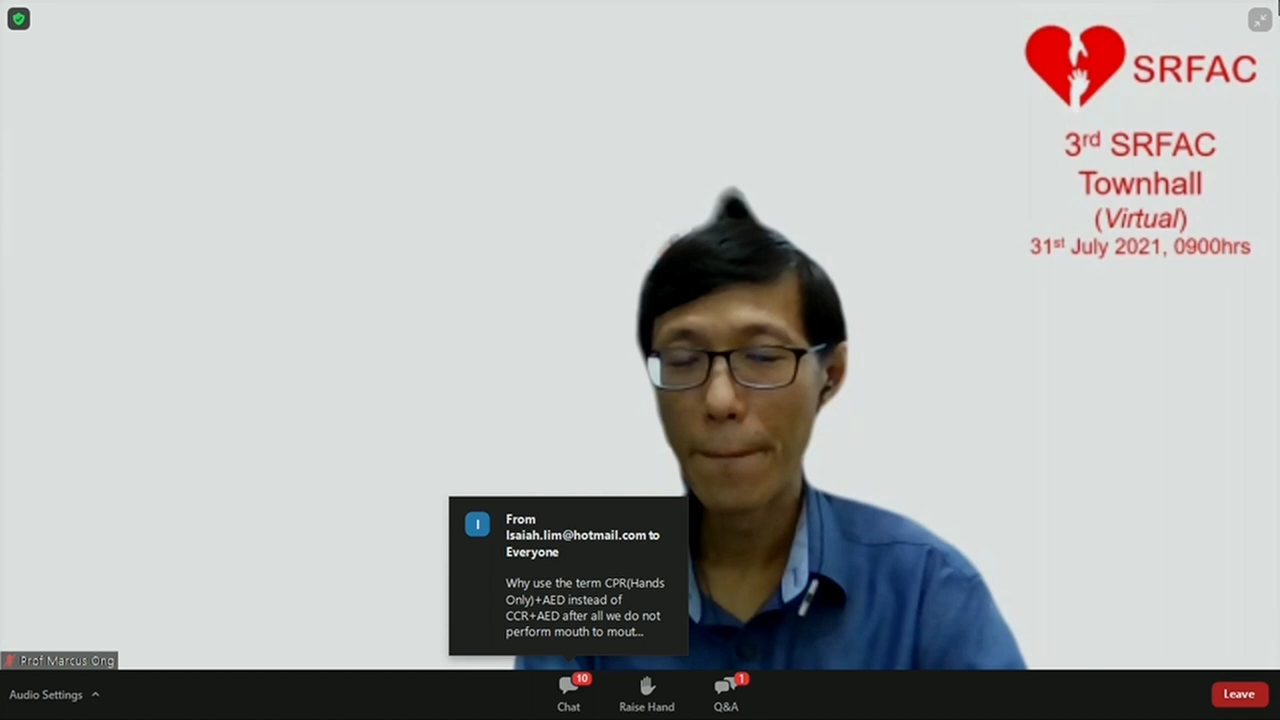 SRFAC
3rd SRFAC
Townhall
(Virtual)
31st July 2021, 0900hrs
I
From
Isaiah.lim@hotmail.com to
Everyone
Why use the term CPR(Hands
Only)+AED instead of
CCR+AED after all we do not
perform mouth to mout...
Prof Marcus Ong
Audio Settings
10
1
Chat
Raise Hand
Q&A
Leave